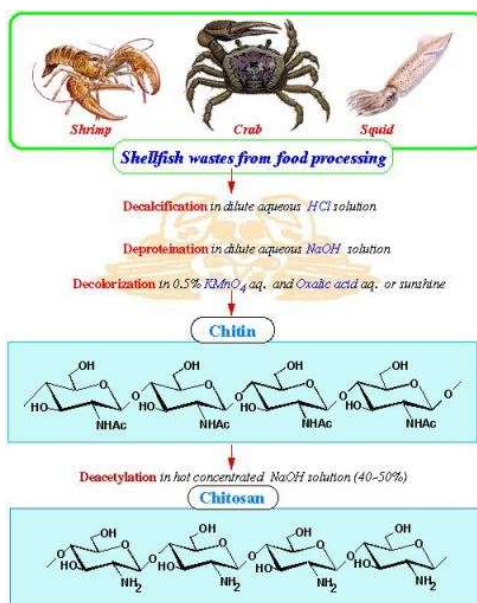 Shrimp
Crab
Squid
Shellfish wastes from food processing
Decalcification in dilute aqueous HCl solution
Deproteination in dilute aqueous NaOH solution
Decolorization in 0.5% KMnO4 aq. and Oxalic acid aq. or sunshine
Chitin
OH OH OH OH
O O O O O O O O
HO HO HO HO
NHAc NHAc NHAc NHAc
Deacetylation in hot concentrated NaOH solution (40~50%)
Chitosan
OH OH OH OH
O O O O O O O O
HO HO HO HO
NH2 NH2 NH2 NH2